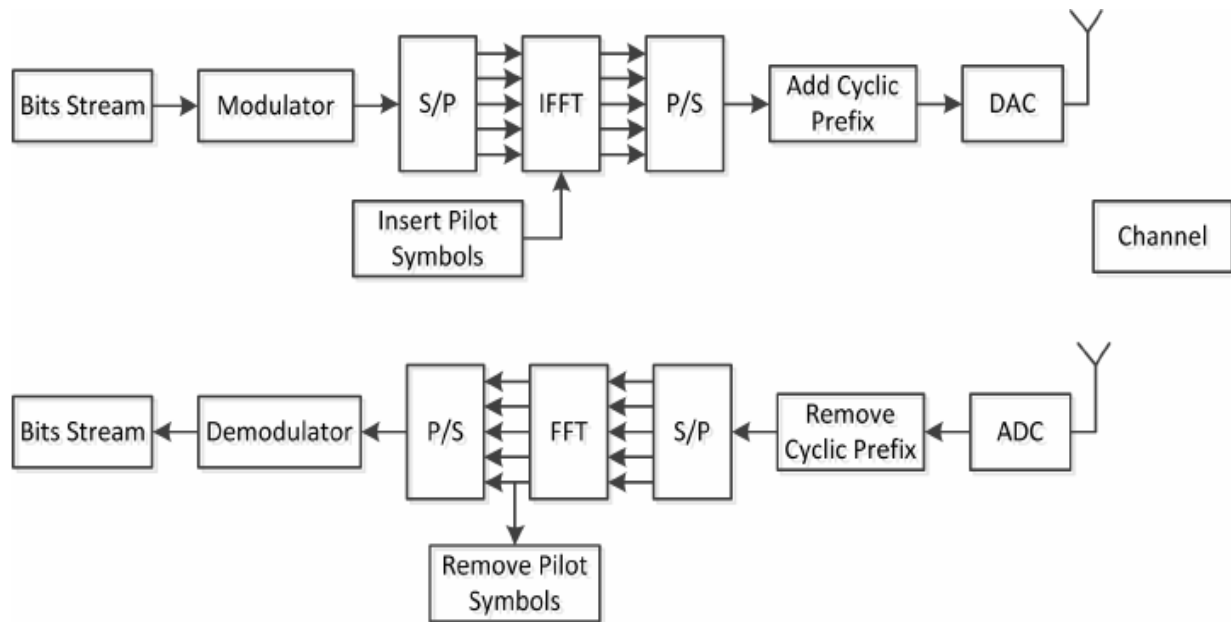 Bits Stream
Modulator
S/P
IFFT
P/S
Add Cyclic
Prefix
DAC
Insert Pilot
Symbols
Channel
Bits Stream
Demodulator
P/S
FFT
S/P
Remove
Cyclic Prefix
ADC
Remove Pilot
Symbols